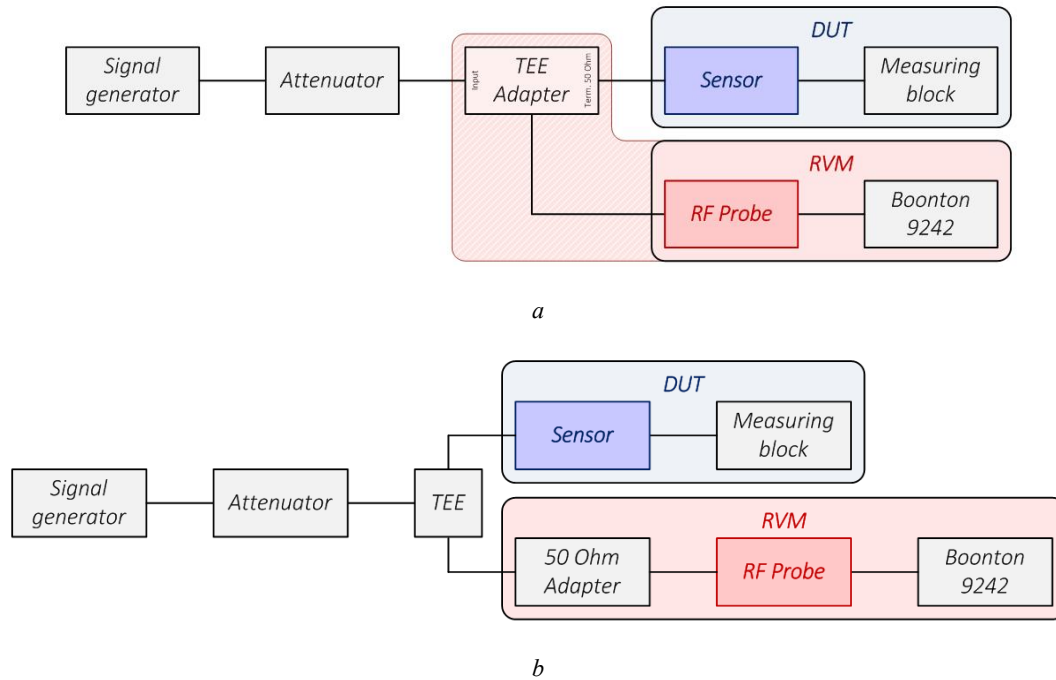 DUT
Signal
generator
Attenuator
Input
TEE
Adapter
Term. 50 Ohm
Sensor
Measuring
block
RVM
RF Probe
Boonton
9242
a
DUT
Sensor
Measuring
block
Signal
generator
Attenuator
TEE
RVM
50 Ohm
Adapter
RF Probe
Boonton
9242
b